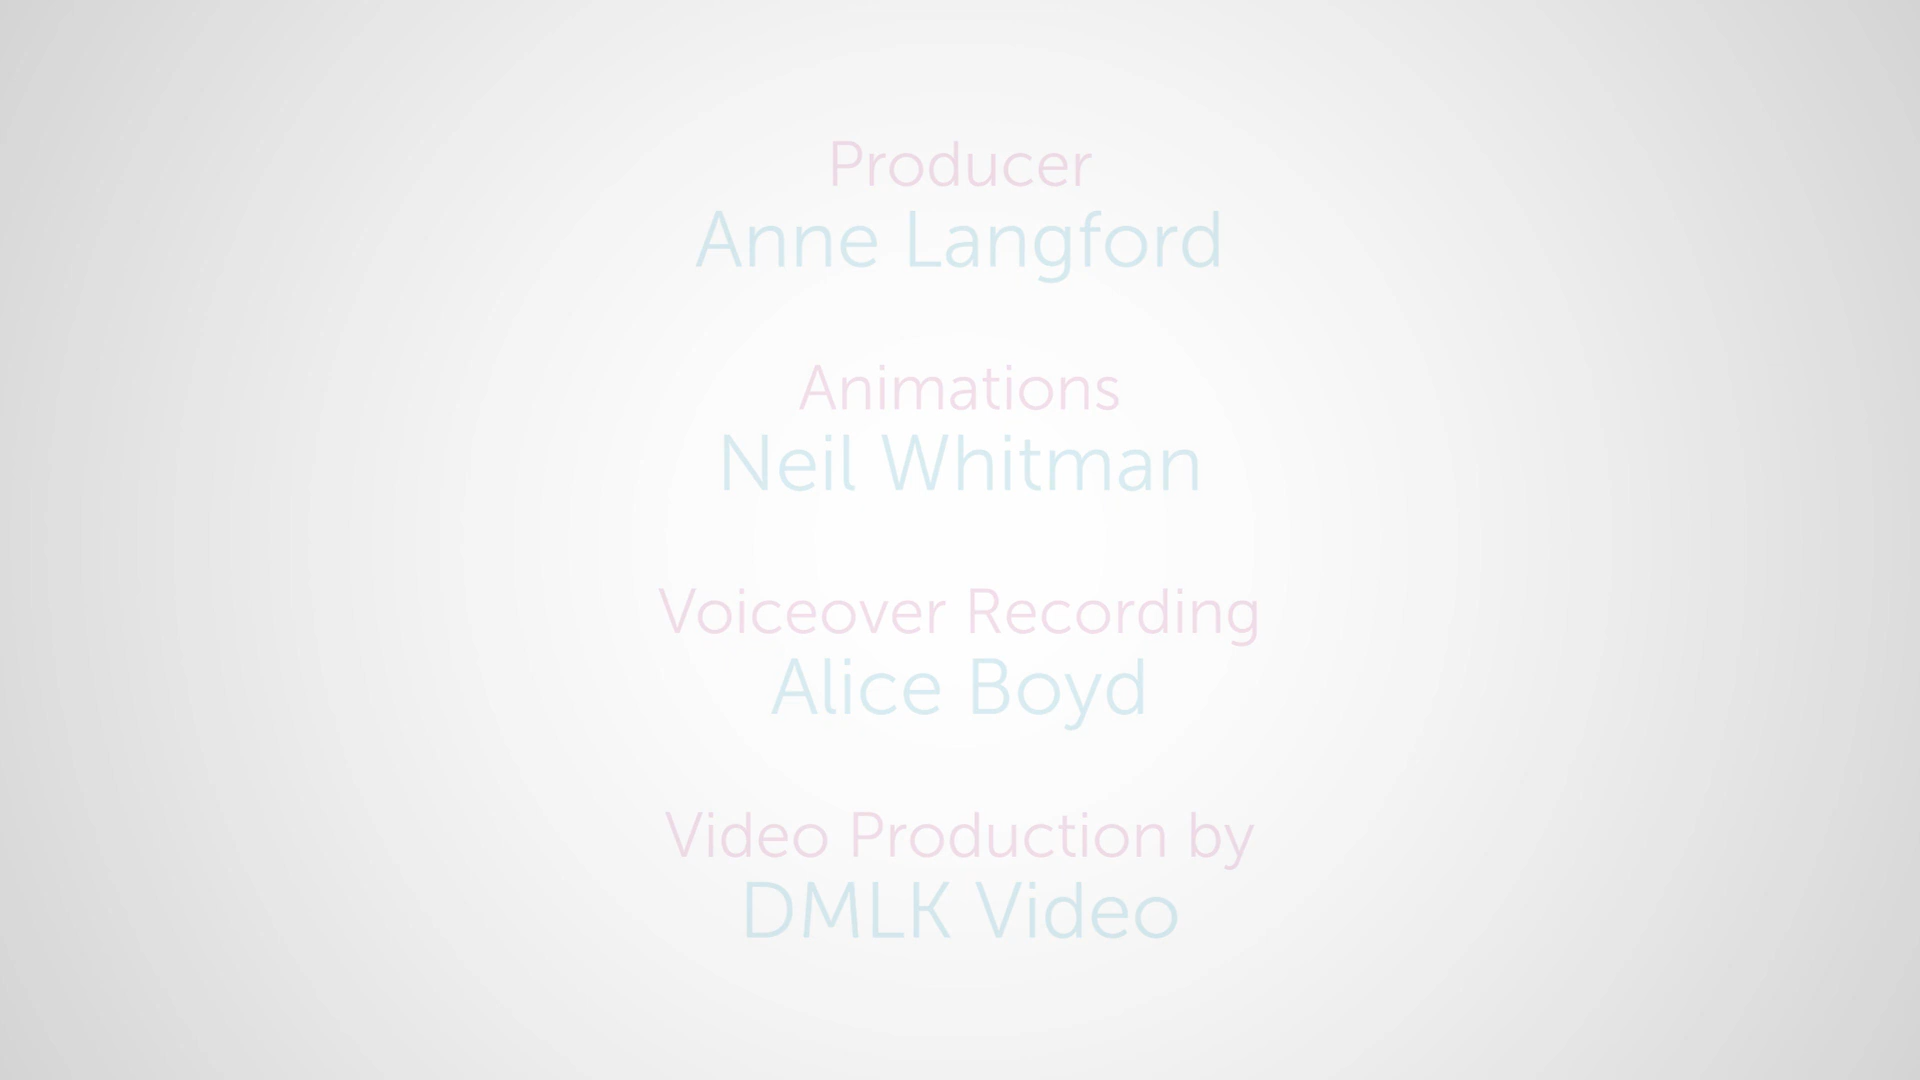 Producer
Anne Langford
Animations
Neil Whitman
Voiceover Recording
Alice Boyd
Video Production by
DMLK Video